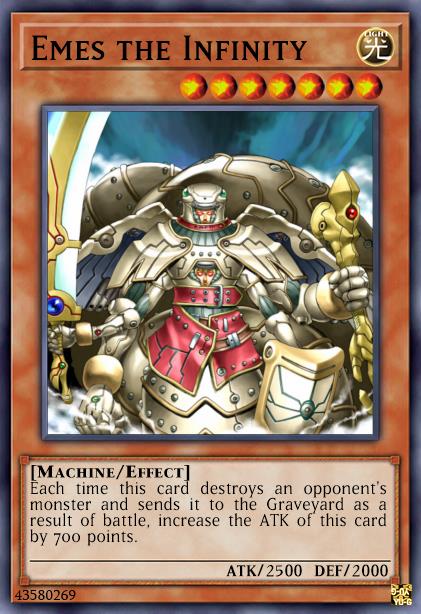 Emes the Infinity
LIGHT
光
[Machine/Effect]
Each time this card destroys an opponent's
monster and sends it to the Graveyard as a
result of battle, increase the ATK of this card
by 700 points.
ATK/2500 DEF/2000
43580269